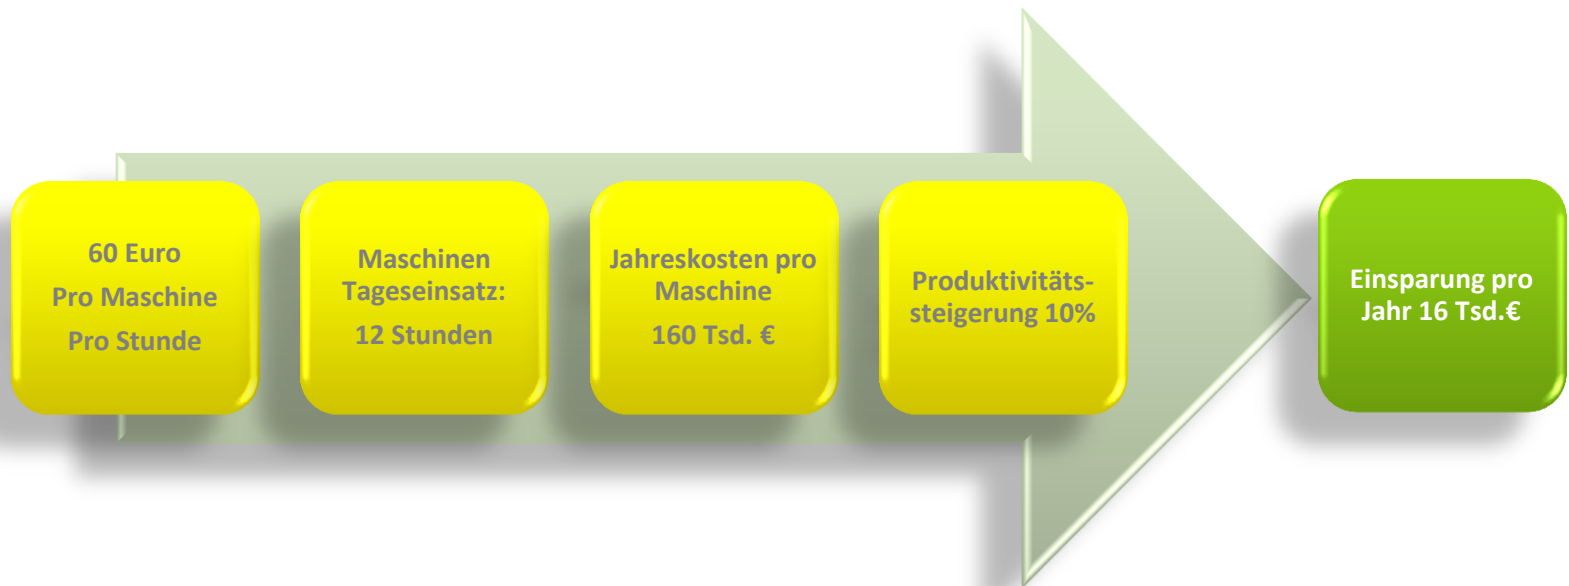 60 Euro
Pro Maschine
Pro Stunde
Maschinen
Tageseinsatz:
12 Stunden
Jahreskosten pro
Maschine
160 Tsd. €
Produktivitäts-
steigerung 10%
Einsparung pro
Jahr 16 Tsd.€